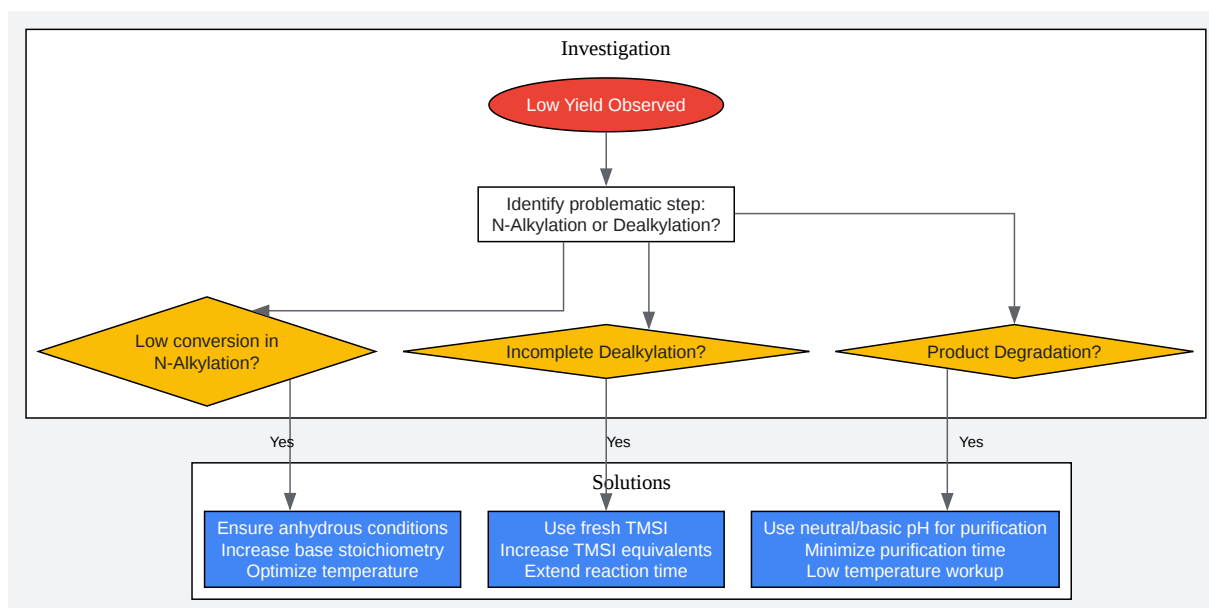 Investigation
Low Yield Observed
Identify problematic step:
N-Alkylation or Dealkylation?
Low conversion in
N-Alkylation?
Incomplete Dealkylation?
Product Degradation?
Yes
Yes
Yes
Solutions
Ensure anhydrous conditions
Increase base stoichiometry
Optimize temperature
Use fresh TMSI
Increase TMSI equivalents
Extend reaction time
Use neutral/basic pH for purification
Minimize purification time
Low temperature workup